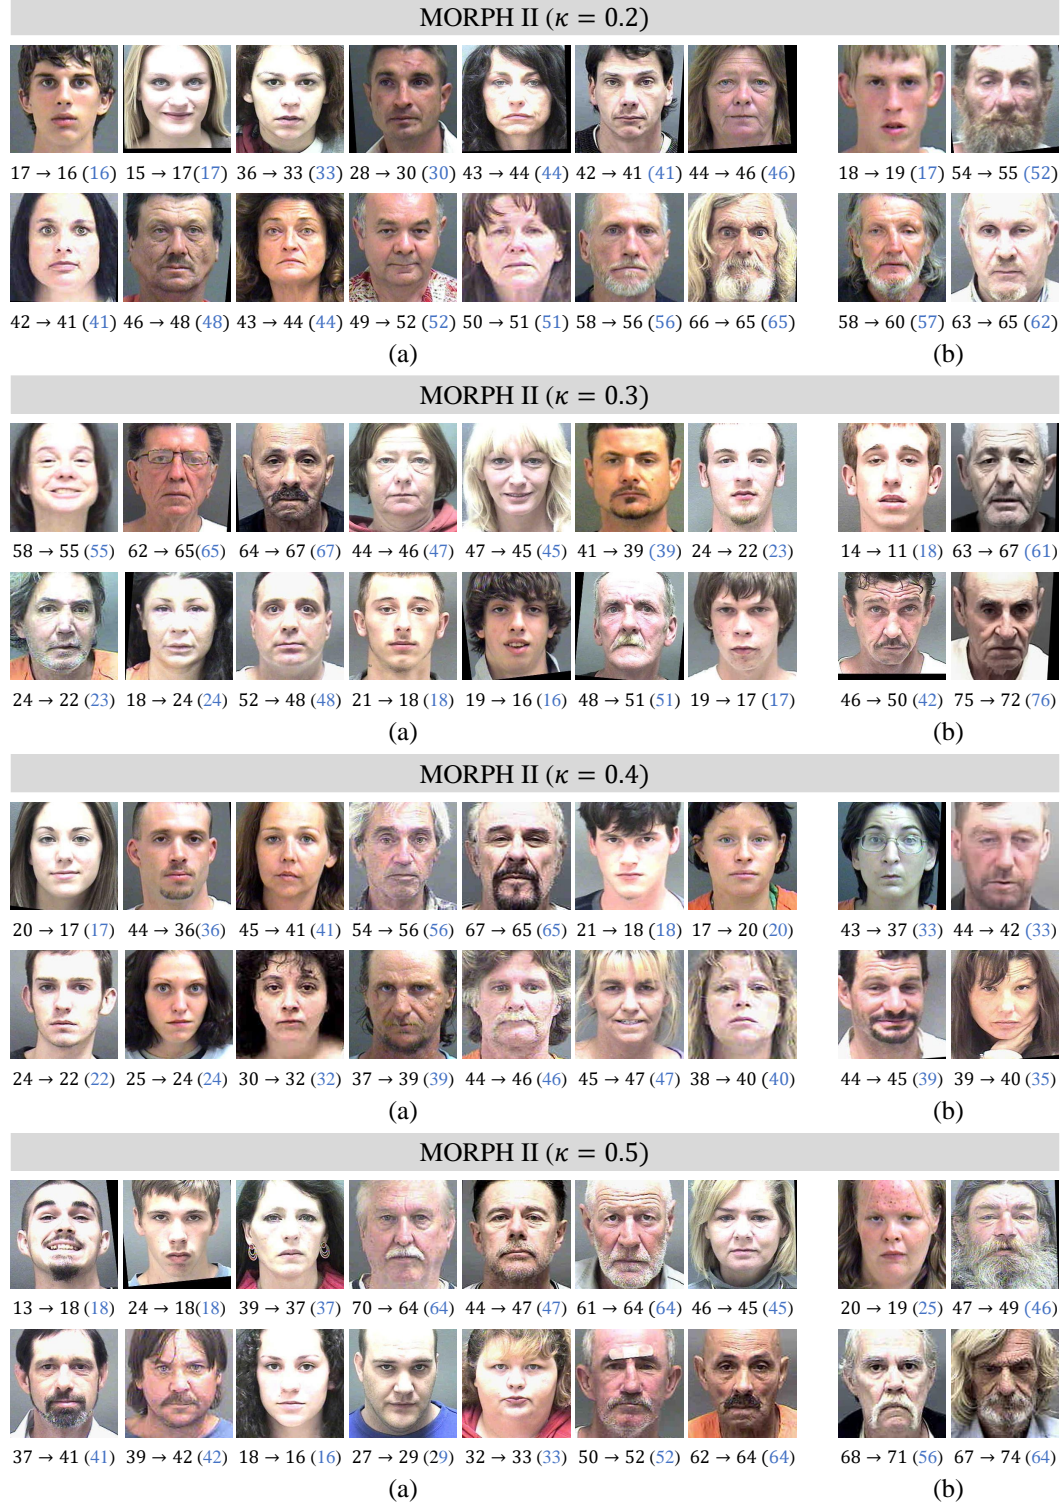 MORPH II (κ = 0.2)
17 → 16 (16) 15 → 17(17) 36 → 33 (33) 28 → 30 (30) 43 → 44 (44) 42 → 41 (41) 44 → 46 (46) 18 → 19 (17) 54 → 55 (52)
42 → 41 (41) 46 → 48 (48) 43 → 44 (44) 49 → 52 (52) 50 → 51 (51) 58 → 56 (56) 66 → 65 (65) 58 → 60 (57) 63 → 65 (62)
(a) (b)
MORPH II (κ = 0.3)
58 → 55 (55) 62 → 65(65) 64 → 67 (67) 44 → 46 (47) 47 → 45 (45) 41 → 39 (39) 24 → 22 (23) 14 → 11 (18) 63 → 67 (61)
24 → 22 (23) 18 → 24 (24) 52 → 48 (48) 21 → 18 (18) 19 → 16 (16) 48 → 51 (51) 19 → 17 (17) 46 → 50 (42) 75 → 72 (76)
(a) (b)
MORPH II (κ = 0.4)
20 → 17 (17) 44 → 36(36) 45 → 41 (41) 54 → 56 (56) 67 → 65 (65) 21 → 18 (18) 17 → 20 (20) 43 → 37 (33) 44 → 42 (33)
24 → 22 (22) 25 → 24 (24) 30 → 32 (32) 37 → 39 (39) 44 → 46 (46) 45 → 47 (47) 38 → 40 (40) 44 → 45 (39) 39 → 40 (35)
(a) (b)
MORPH II (κ = 0.5)
13 → 18 (18) 24 → 18(18) 39 → 37 (37) 70 → 64 (64) 44 → 47 (47) 61 → 64 (64) 46 → 45 (45) 20 → 19 (25) 47 → 49 (46)
37 → 41 (41) 39 → 42 (42) 18 → 16 (16) 27 → 29 (29) 32 → 33 (33) 50 → 52 (52) 62 → 64 (64) 68 → 71 (56) 67 → 74 (64)
(a) (b)